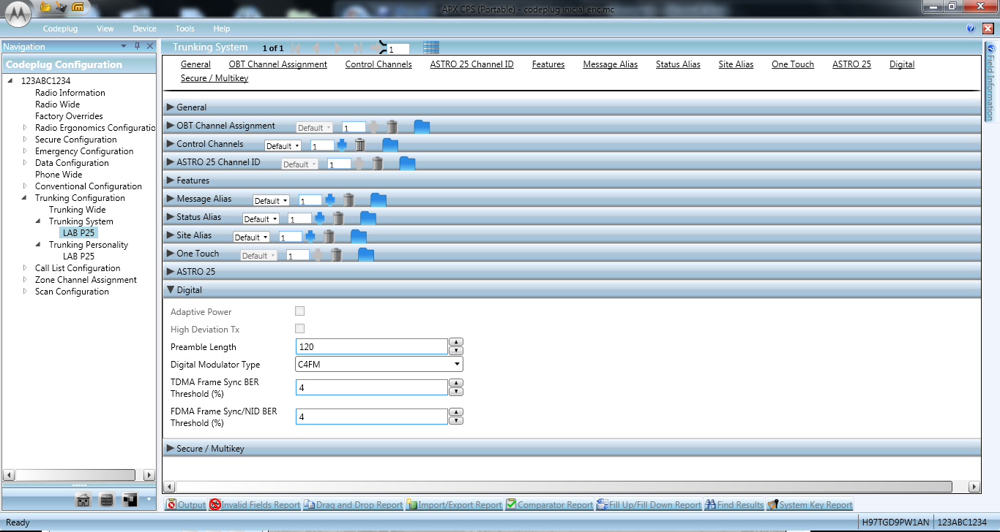 APX CPS (Portable) - codeplug inicial eric.mc
Codeplug View Device Tools Help
Navigation
Codeplug Configuration
123ABC1234
Radio Information
Radio Wide
Factory Overrides
Radio Ergonomics Configuratio
Secure Configuration
Emergency Configuration
Data Configuration
Phone Wide
Conventional Configuration
Trunking Configuration
Trunking Wide
Trunking System
LAB P25
Trunking Personality
LAB P25
Call List Configuration
Zone Channel Assignment
Scan Configuration
Trunking System 1 of 1 1
General OBT Channel Assignment Control Channels ASTRO 25 Channel ID Features Message Alias Status Alias Site Alias One Touch ASTRO 25 Digital
Secure / Multikey
General
OBT Channel Assignment Default 1
Control Channels Default 1
ASTRO 25 Channel ID Default 1
Features
Message Alias Default 1
Status Alias Default 1
Site Alias Default 1
One Touch Default 1
ASTRO 25
Digital
Adaptive Power
High Deviation Tx
Preamble Length 120
Digital Modulator Type C4FM
TDMA Frame Sync BER
Threshold (%) 4
FDMA Frame Sync/NID BER
Threshold (%) 4
Secure / Multikey
Field Information
Output Invalid Fields Report Drag and Drop Report Import/Export Report Comparator Report Fill Up/Fill Down Report Find Results System Key Report
Ready H97TGD9PW1AN 123ABC1234